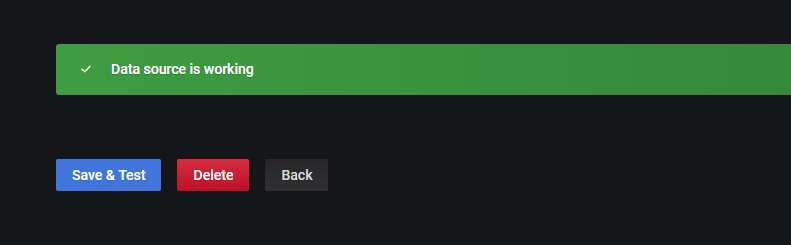 Data source is working
Save & Test
Delete
Back